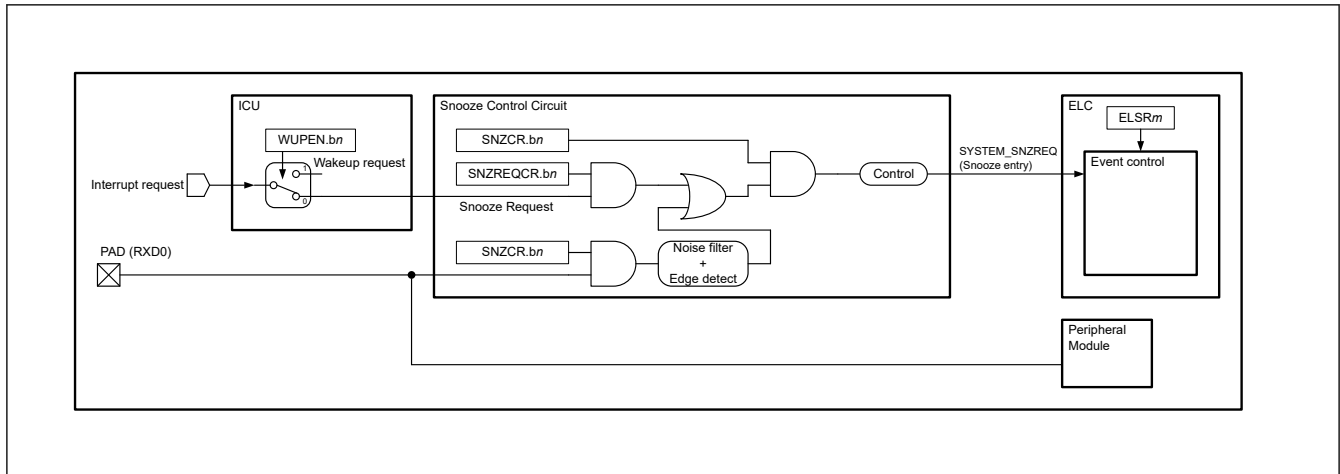 ICU
WUPEN.bn
Wakeup request
1
0
Interrupt request
Snooze Request
PAD (RXD0)
Snooze Control Circuit
SNZCR.bn
SNZREQCR.bn
SNZCR.bn
Noise filter
+
Edge detect
Control
SYSTEM_SNZREQ
(Snooze entry)
ELC
ELSRm
Event control
Peripheral
Module